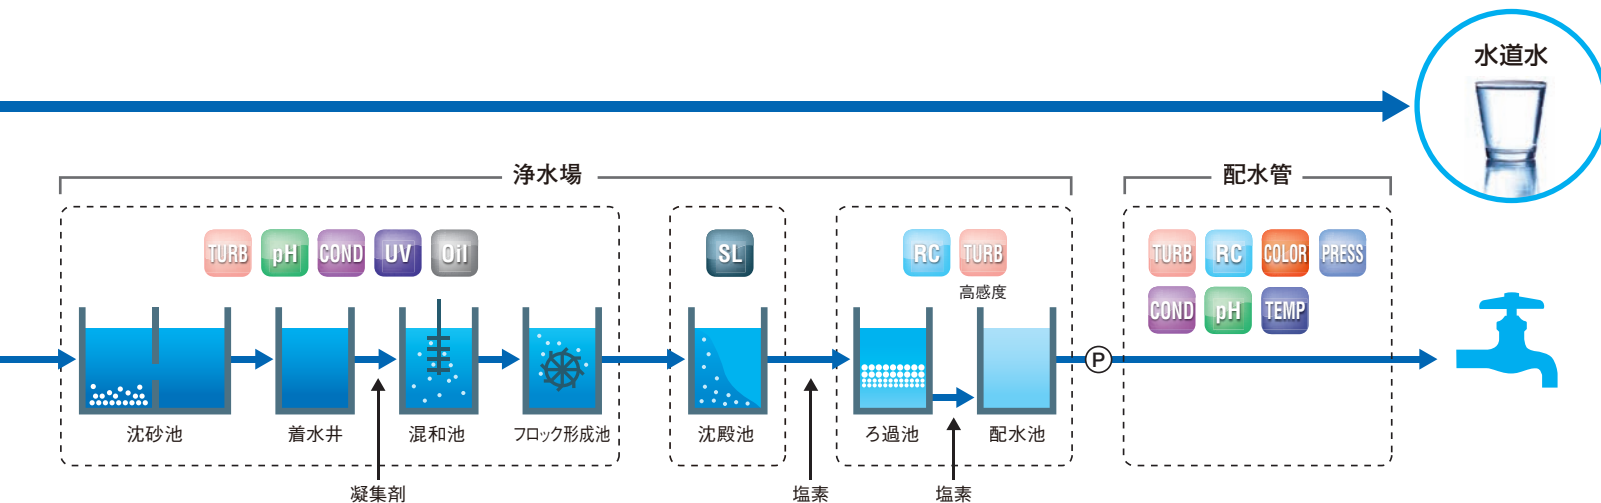 水道水
浄水場
配水管
TURB pH COND UV Oil
SL
RC TURB
高感度
TURB RC COLOR PRESS
COND pH TEMP
P
沈砂池
着水井
混和池
フロック形成池
沈殿池
ろ過池
配水池
凝集剤
塩素
塩素